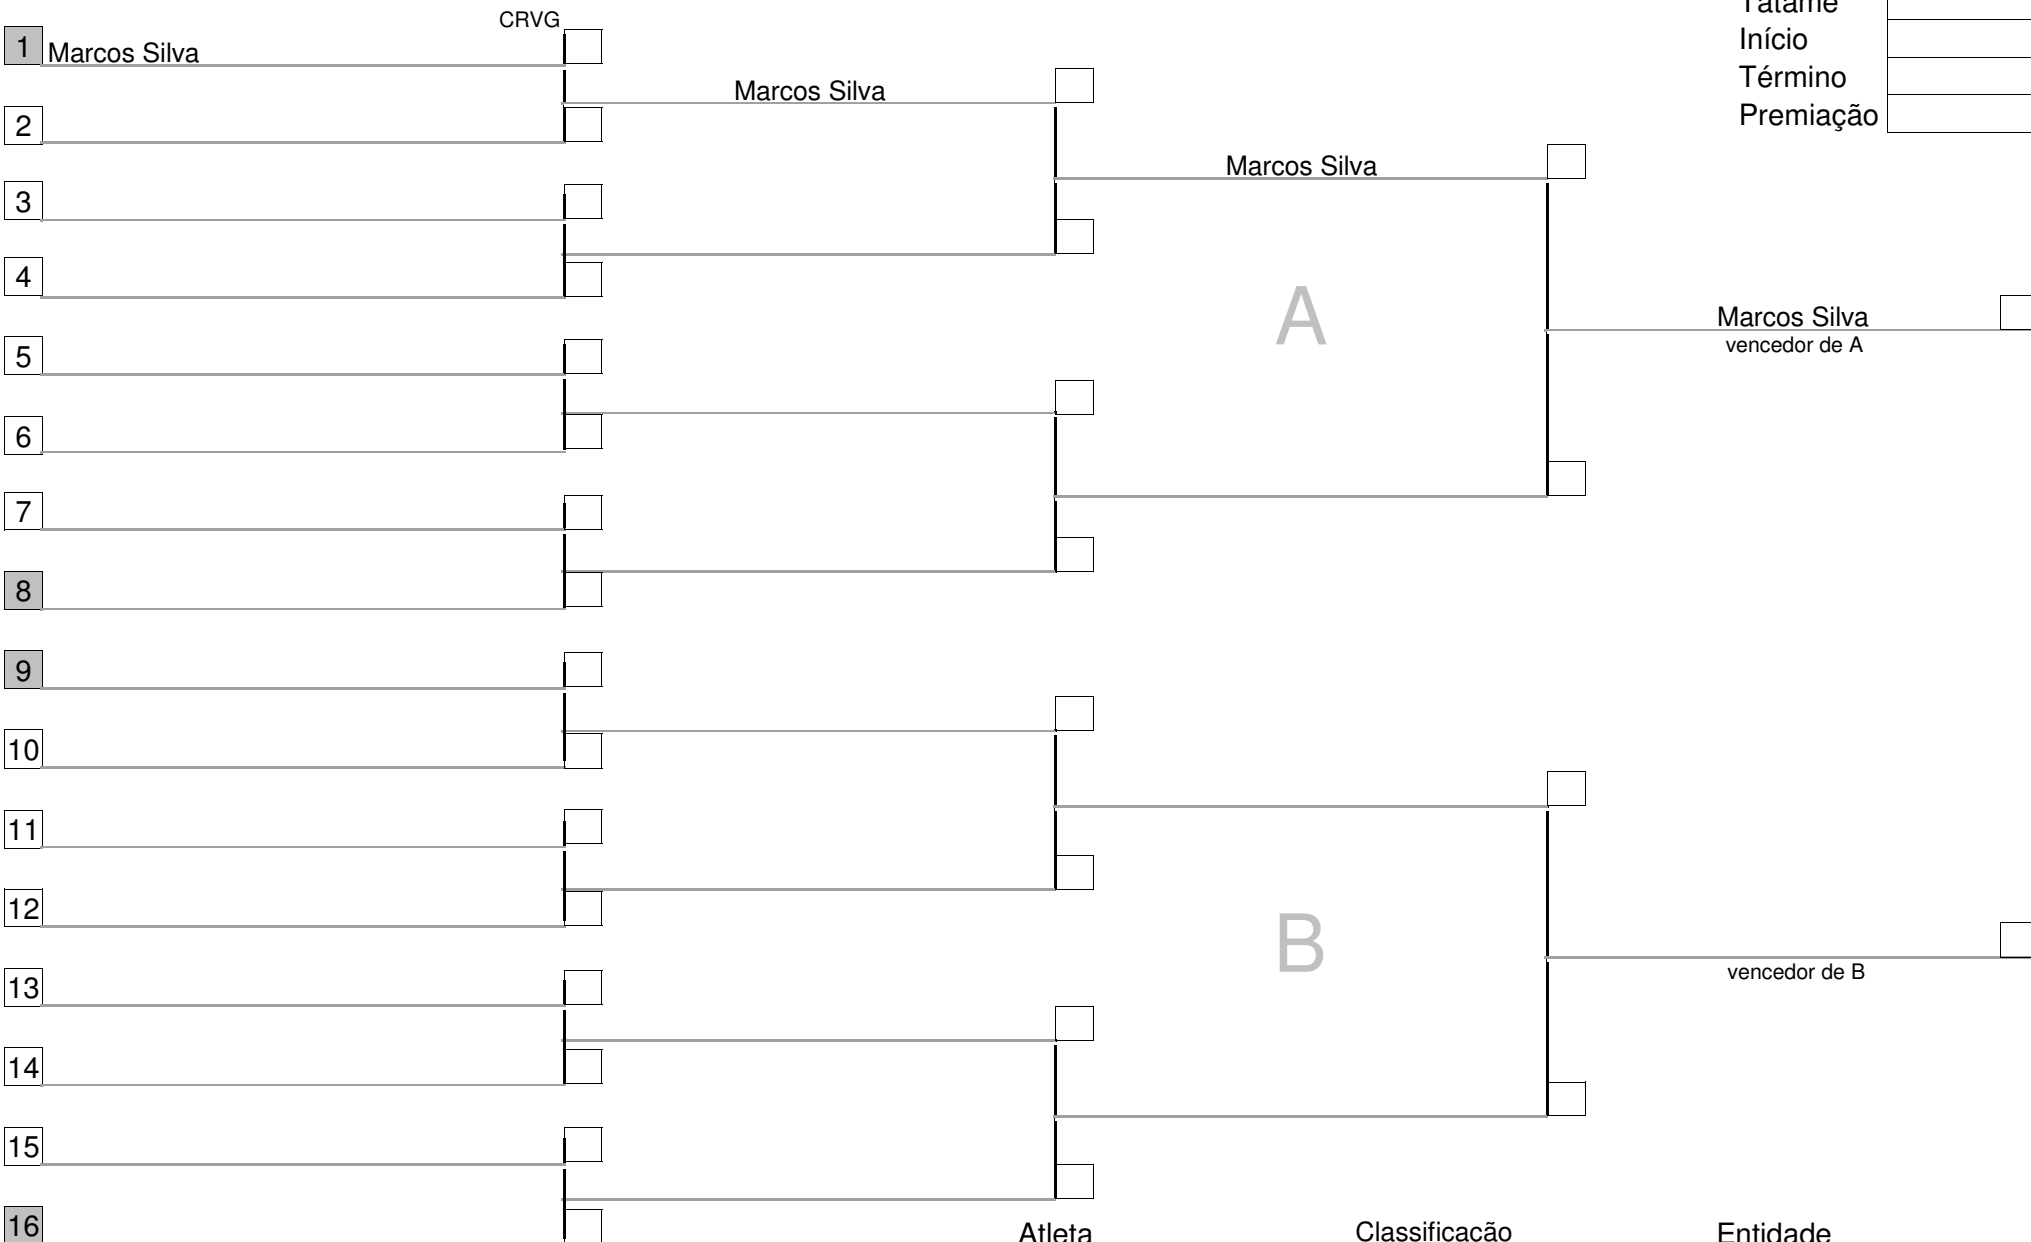 CRVG
Tatame
1 Marcos Silva
Início
Marcos Silva
Término
2
Premiação
Marcos Silva
3
4
A
Marcos Silva
vencedor de A
5
6
7
8
9
10
11
12
B
vencedor de B
13
14
15
16
Atleta Classificação Entidade